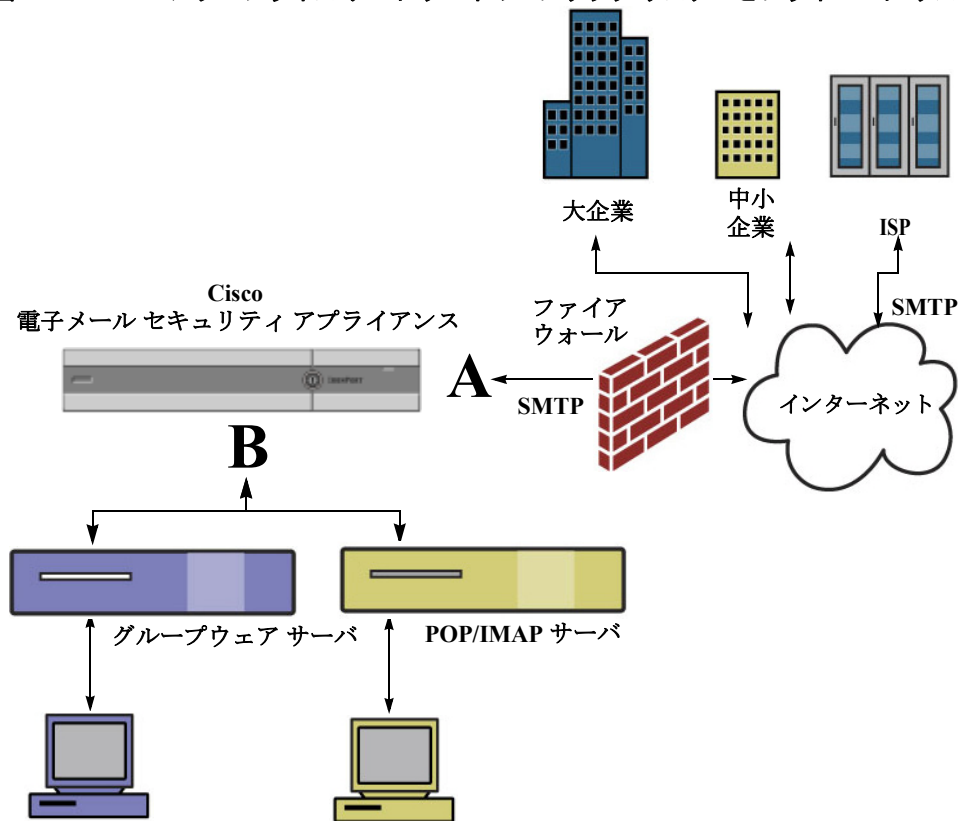 大企業
中小
企業
ISP
Cisco
電子メール セキュリティ アプライアンス
ファイア
ウォール
SMTP
A
SMTP
インターネット
IRONPORT
B
グループウェア サーバ
POP/IMAP サーバ